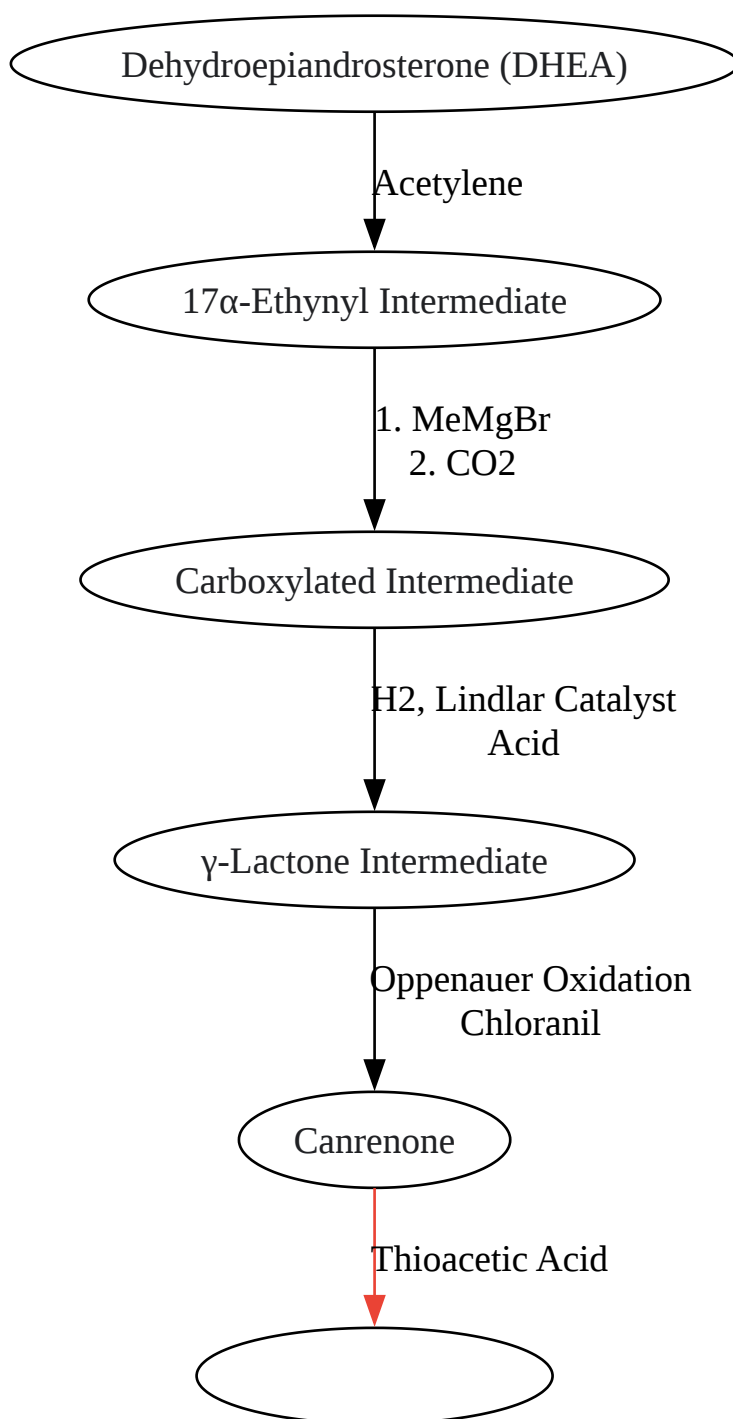 Dehydroepiandrosterone (DHEA)
Acetylene
17α-Ethynyl Intermediate
1. MeMgBr
2. CO2
Carboxylated Intermediate
H2, Lindlar Catalyst
Acid
γ-Lactone Intermediate
Oppenauer Oxidation
Chloranil
Canrenone
Thioacetic Acid